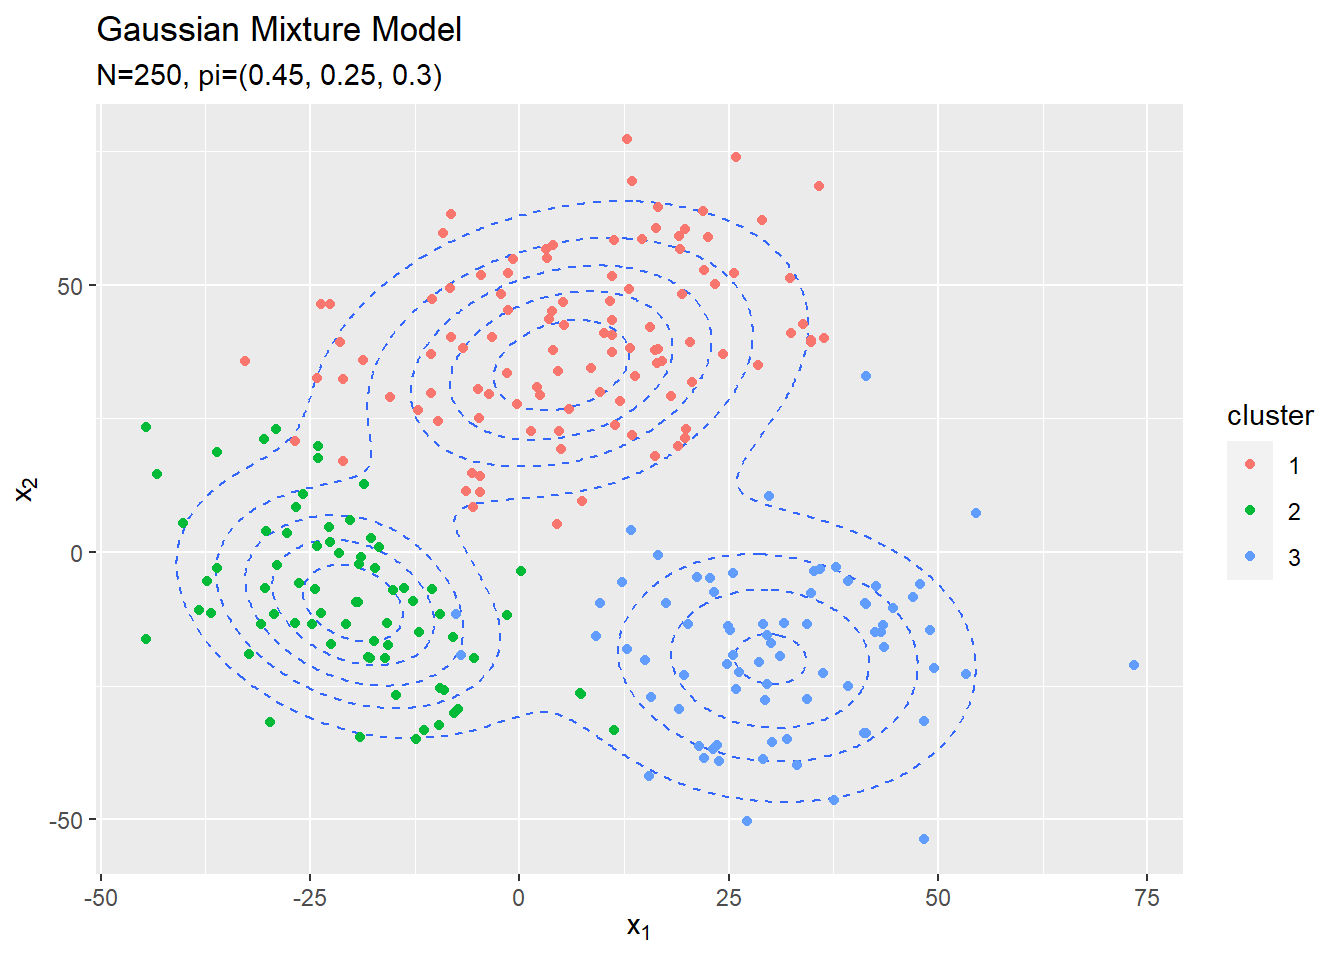 Gaussian Mixture Model
N=250, pi=(0.45, 0.25, 0.3)
50
0
-50
x2
-50 -25 0 25 50 75
x1
cluster
1
2
3